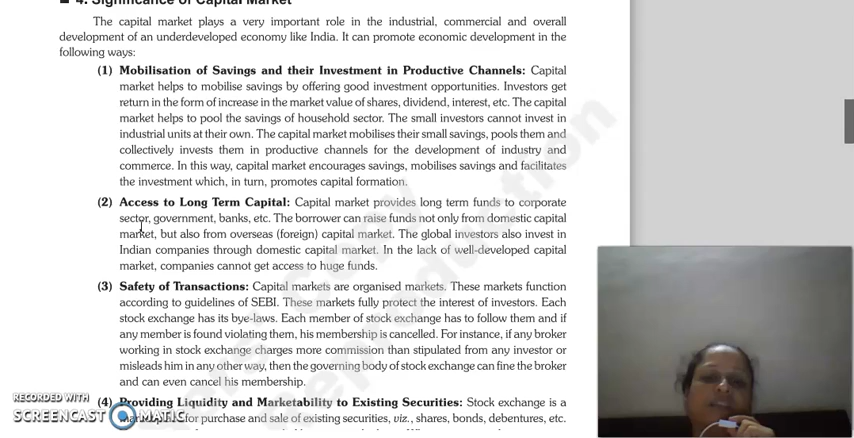 4. Significance of Capital Market
The capital market plays a very important role in the industrial, commercial and overall
development of an underdeveloped economy like India. It can promote economic development in the
following ways:
(1) Mobilisation of Savings and their Investment in Productive Channels: Capital
market helps to mobilise savings by offering good investment opportunities. Investors get
return in the form of increase in the market value of shares, dividend, interest, etc. The capital
market helps to pool the savings of household sector. The small investors cannot invest in
industrial units at their own. The capital market mobilises their small savings, pools them and
collectively invests them in productive channels for the development of industry and
commerce. In this way, capital market encourages savings, mobilises savings and facilitates
the investment which, in turn, promotes capital formation.
(2) Access to Long Term Capital: Capital market provides long term funds to corporate
sector, government, banks, etc. The borrower can raise funds not only from domestic capital
market, but also from overseas (foreign) capital market. The global investors also invest in
Indian companies through domestic capital market. In the lack of well-developed capital
market, companies cannot get access to huge funds.
(3) Safety of Transactions: Capital markets are organised markets. These markets function
according to guidelines of SEBI. These markets fully protect the interest of investors. Each
stock exchange has its bye-laws. Each member of stock exchange has to follow them and if
any member is found violating them, his membership is cancelled. For instance, if any broker
working in stock exchange charges more commission than stipulated from any investor or
misleads him in any other way, then the governing body of stock exchange can fine the broker
and can even cancel his membership.
(4) Providing Liquidity and Marketability to Existing Securities: Stock exchange is a
for purchase and sale of existing securities, viz., shares, bonds, debentures, etc.
RECORDED WITH
SCREENCAST MATIC